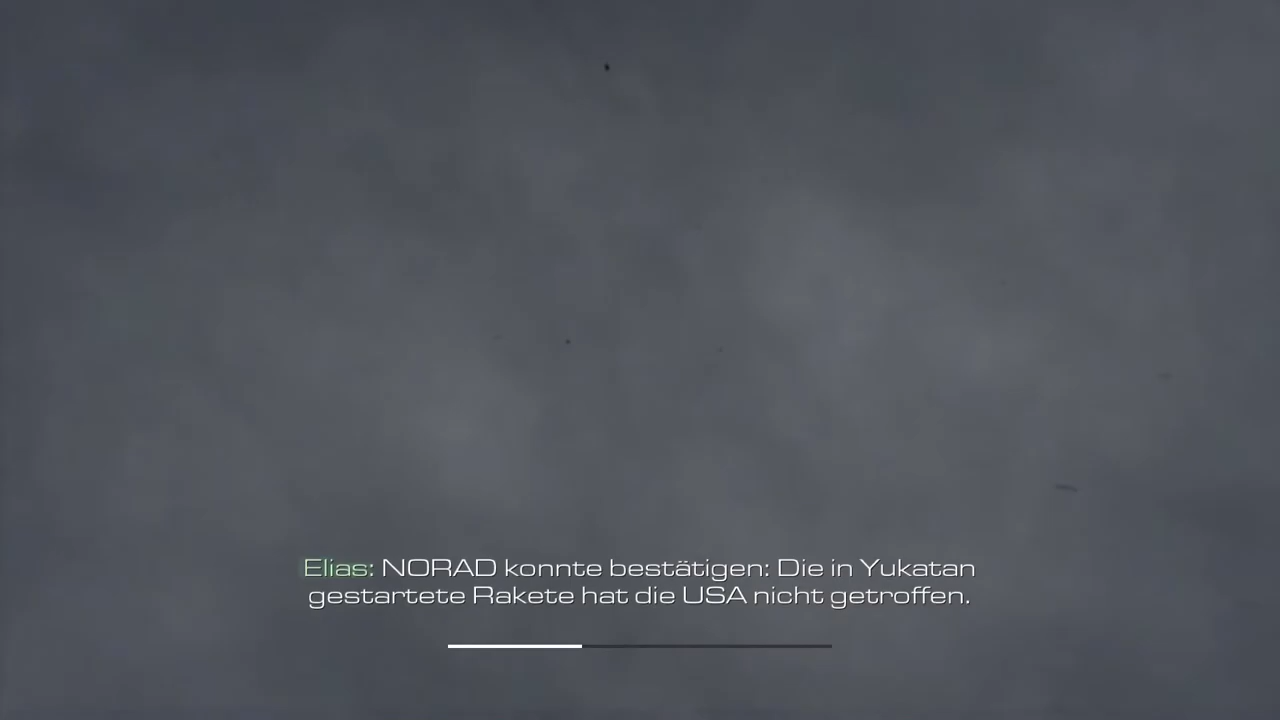 Elias: NORAD konnte bestätigen: Die in Yukatan
gestartete Rakete hat die USA nicht getroffen.